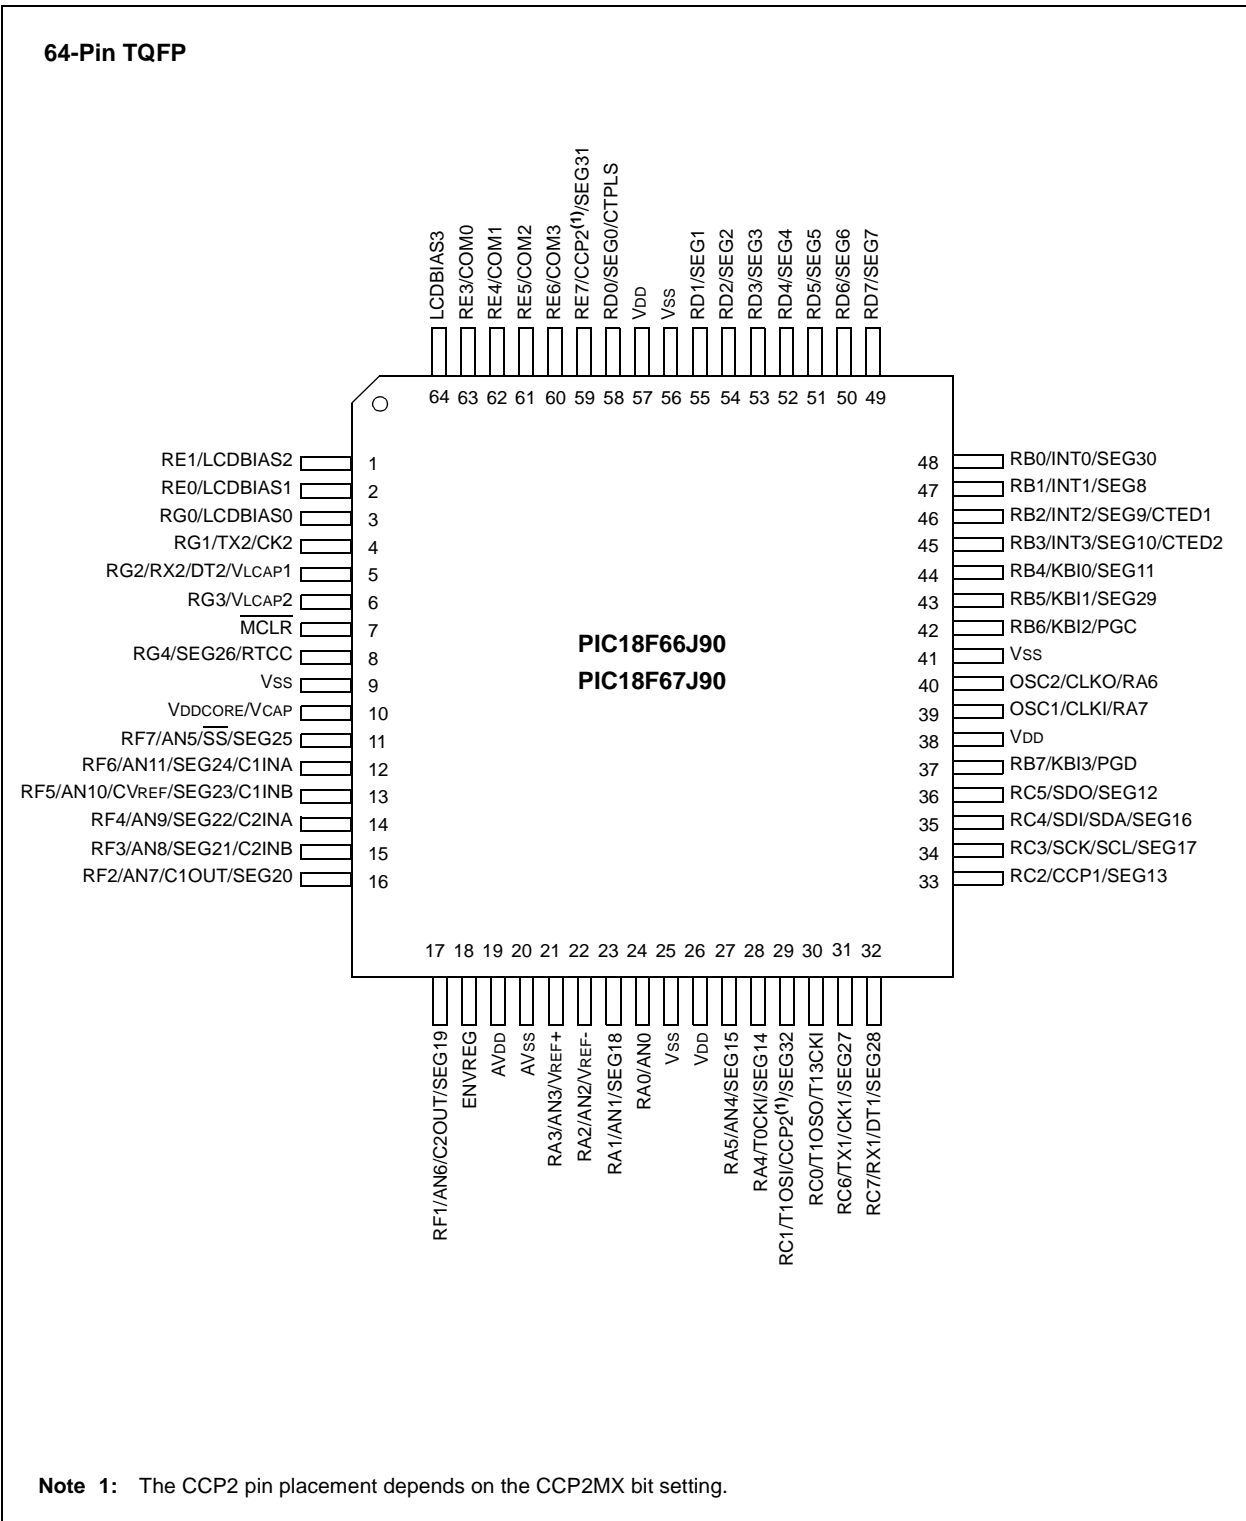 64-Pin TQFP
LCDBIAS3
RE3/COM0
RE4/COM1
RE5/COM2
RE6/COM3
RE7/CCP2(1)/SEG31
RD0/SEG0/CTPLS
VDD
VSS
RD1/SEG1
RD2/SEG2
RD3/SEG3
RD4/SEG4
RD5/SEG5
RD6/SEG6
RD7/SEG7
64 63 62 61 60 59 58 57 56 55 54 53 52 51 50 49
RE1/LCDBIAS2 1
RE0/LCDBIAS1 2
RG0/LCDBIAS0 3
RG1/TX2/CK2 4
RG2/RX2/DT2/VLCAP1 5
RG3/VLCAP2 6
MCLR 7
RG4/SEG26/RTCC 8
VSS 9
VDDCORE/VCAP 10
RF7/AN5/SS/SEG25 11
RF6/AN11/SEG24/C1INA 12
RF5/AN10/CVREF/SEG23/C1INB 13
RF4/AN9/SEG22/C2INA 14
RF3/AN8/SEG21/C2INB 15
RF2/AN7/C1OUT/SEG20 16
PIC18F66J90
PIC18F67J90
48 RB0/INT0/SEG30
47 RB1/INT1/SEG8
46 RB2/INT2/SEG9/CTED1
45 RB3/INT3/SEG10/CTED2
44 RB4/KBI0/SEG11
43 RB5/KBI1/SEG29
42 RB6/KBI2/PGC
41 VSS
40 OSC2/CLKO/RA6
39 OSC1/CLKI/RA7
38 VDD
37 RB7/KBI3/PGD
36 RC5/SDO/SEG12
35 RC4/SDI/SDA/SEG16
34 RC3/SCK/SCL/SEG17
33 RC2/CCP1/SEG13
17 18 19 20 21 22 23 24 25 26 27 28 29 30 31 32
RF1/AN6/C2OUT/SEG19
ENVREG
AVDD
AVSS
RA3/AN3/VREF+
RA2/AN2/VREF-
RA1/AN1/SEG18
RA0/AN0
VSS
VDD
RA5/AN4/SEG15
RA4/T0CKI/SEG14
RC1/T1OSI/CCP2(1)/SEG32
RC0/T1OSO/T13CKI
RC6/TX1/CK1/SEG27
RC7/RX1/DT1/SEG28
Note 1: The CCP2 pin placement depends on the CCP2MX bit setting.